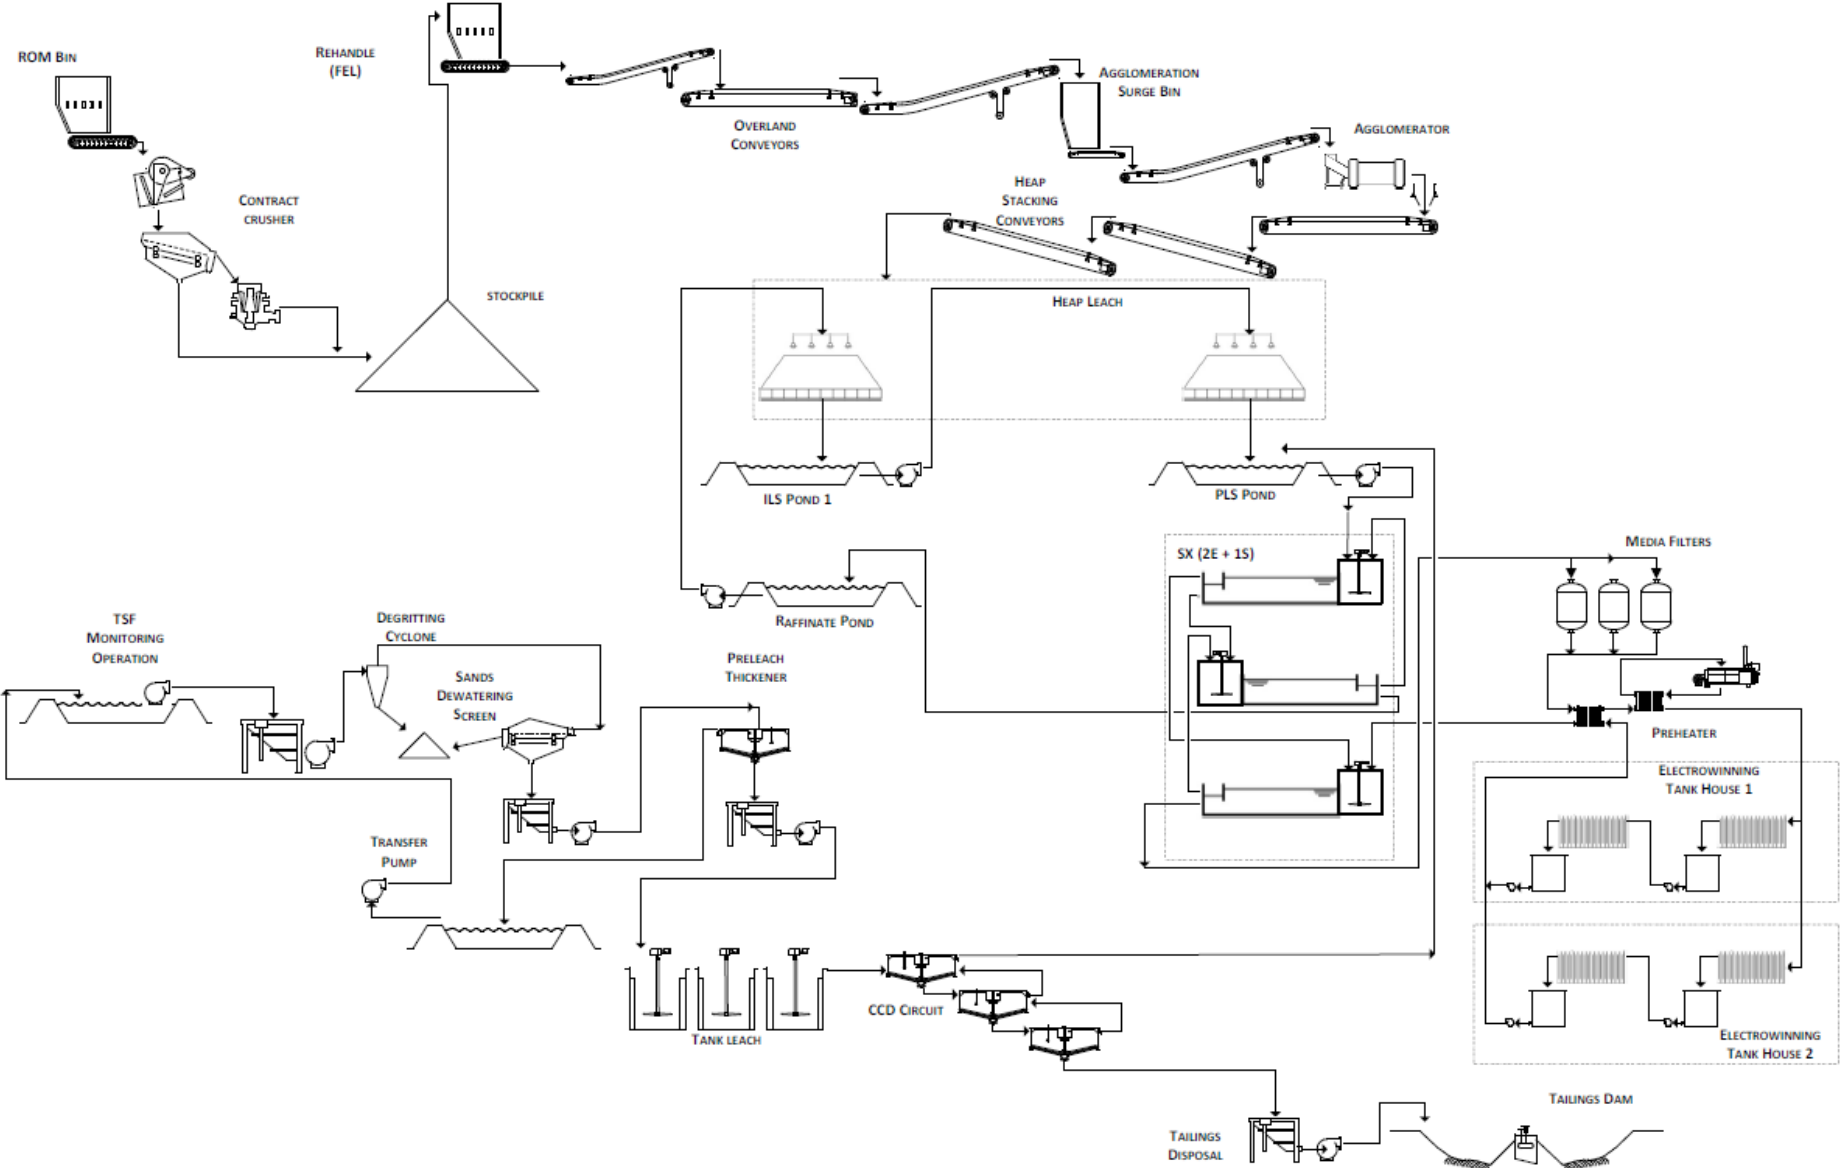 ROM BIN
REHANDLE
(FEL)
AGGLOMERATION
SURGE BIN
OVERLAND
CONVEYORS
AGGLOMERATOR
CONTRACT
CRUSHER
HEAP
STACKING
CONVEYORS
STOCKPILE
HEAP LEACH
ILS POND 1
PLS POND
SX (2E + 1S)
MEDIA FILTERS
RAFFINATE POND
TSF
MONITORING
OPERATION
DEGRITTING
CYCLONE
SANDS
DEWATERING
SCREEN
PRELEACH
THICKENER
PREHEATER
ELECTROWINNING
TANK HOUSE 1
TRANSFER
PUMP
CCD CIRCUIT
TANK LEACH
ELECTROWINNING
TANK HOUSE 2
TAILINGS DAM
TAILINGS
DISPOSAL